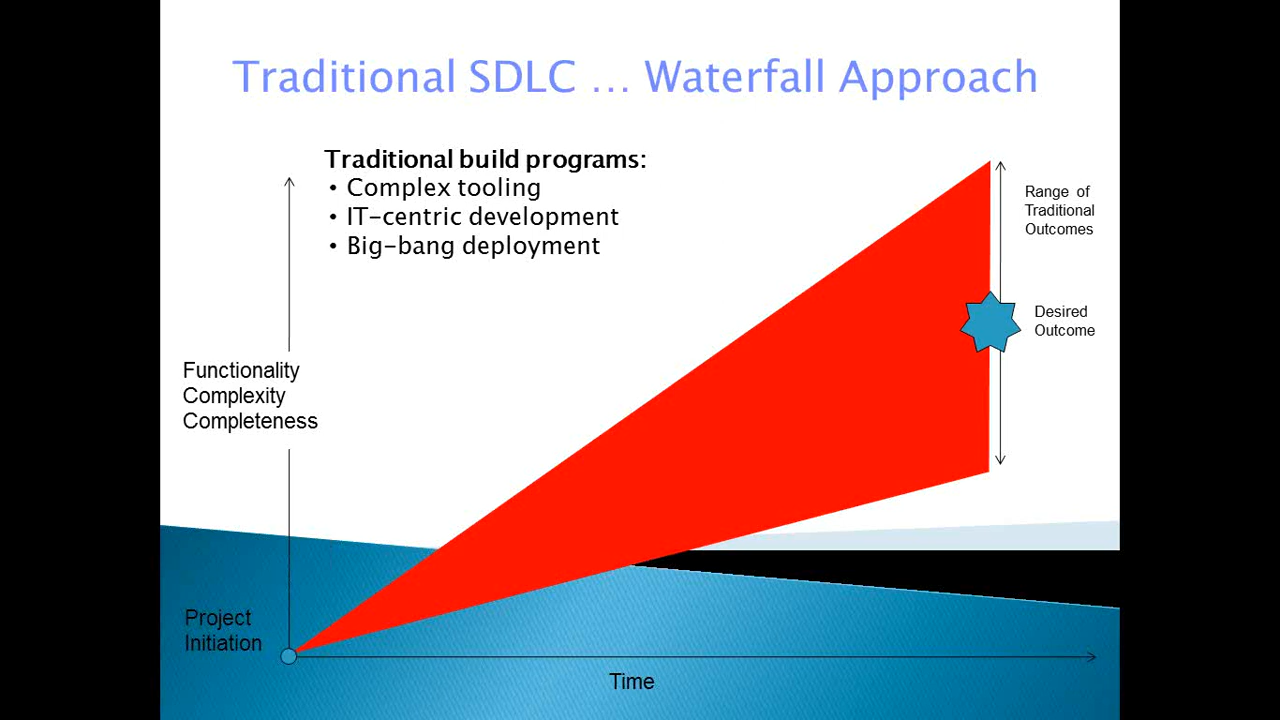 Traditional SDLC ... Waterfall Approach
Traditional build programs:
• Complex tooling
• IT-centric development
• Big-bang deployment
Range of
Traditional
Outcomes
Desired
Outcome
Functionality
Complexity
Completeness
Project
Initiation
Time